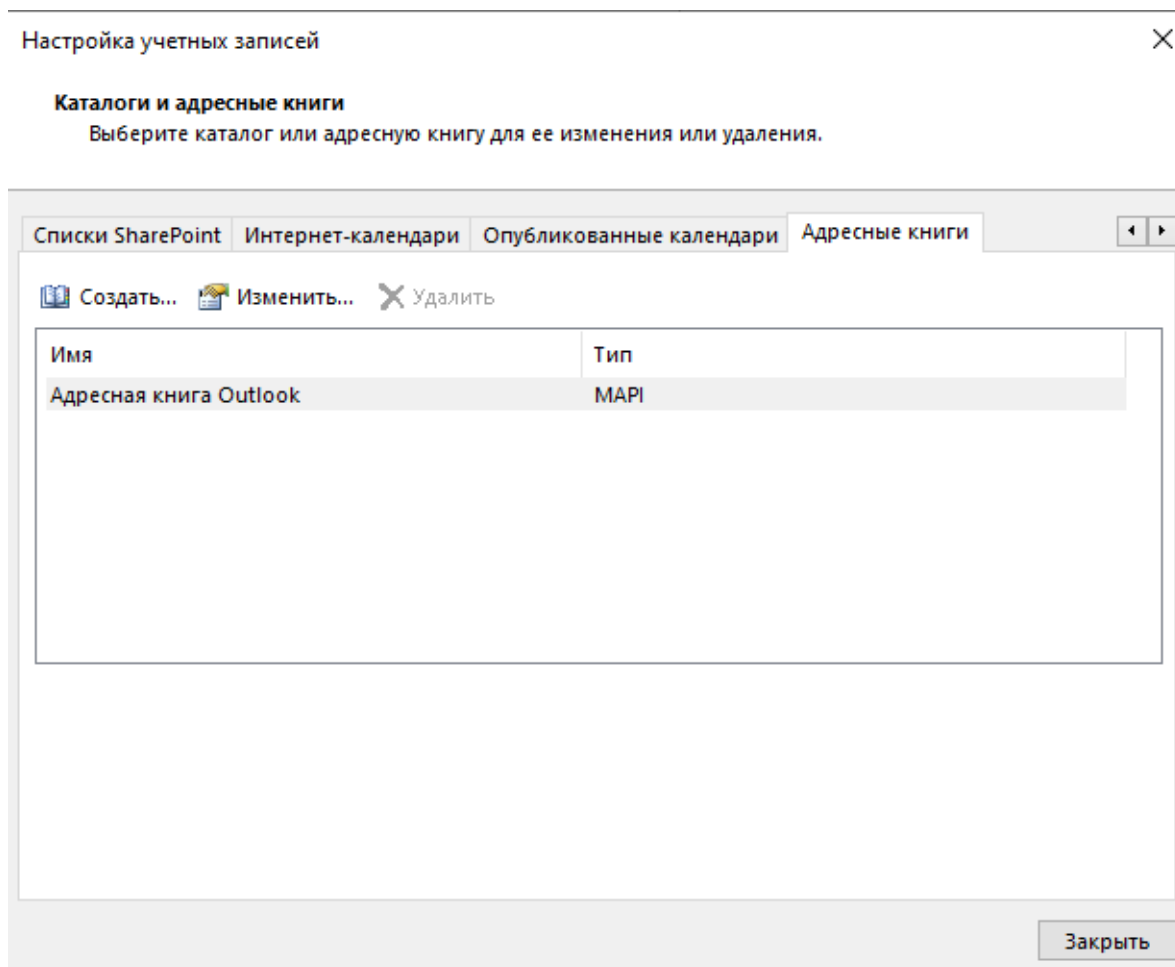 Настройка учетных записей
Каталоги и адресные книги
Выберите каталог или адресную книгу для ее изменения или удаления.
Списки SharePoint Интернет-календари Опубликованные календари Адресные книги
Создать... Изменить... Удалить
Имя Тип
Адресная книга Outlook MAPI
Закрыть